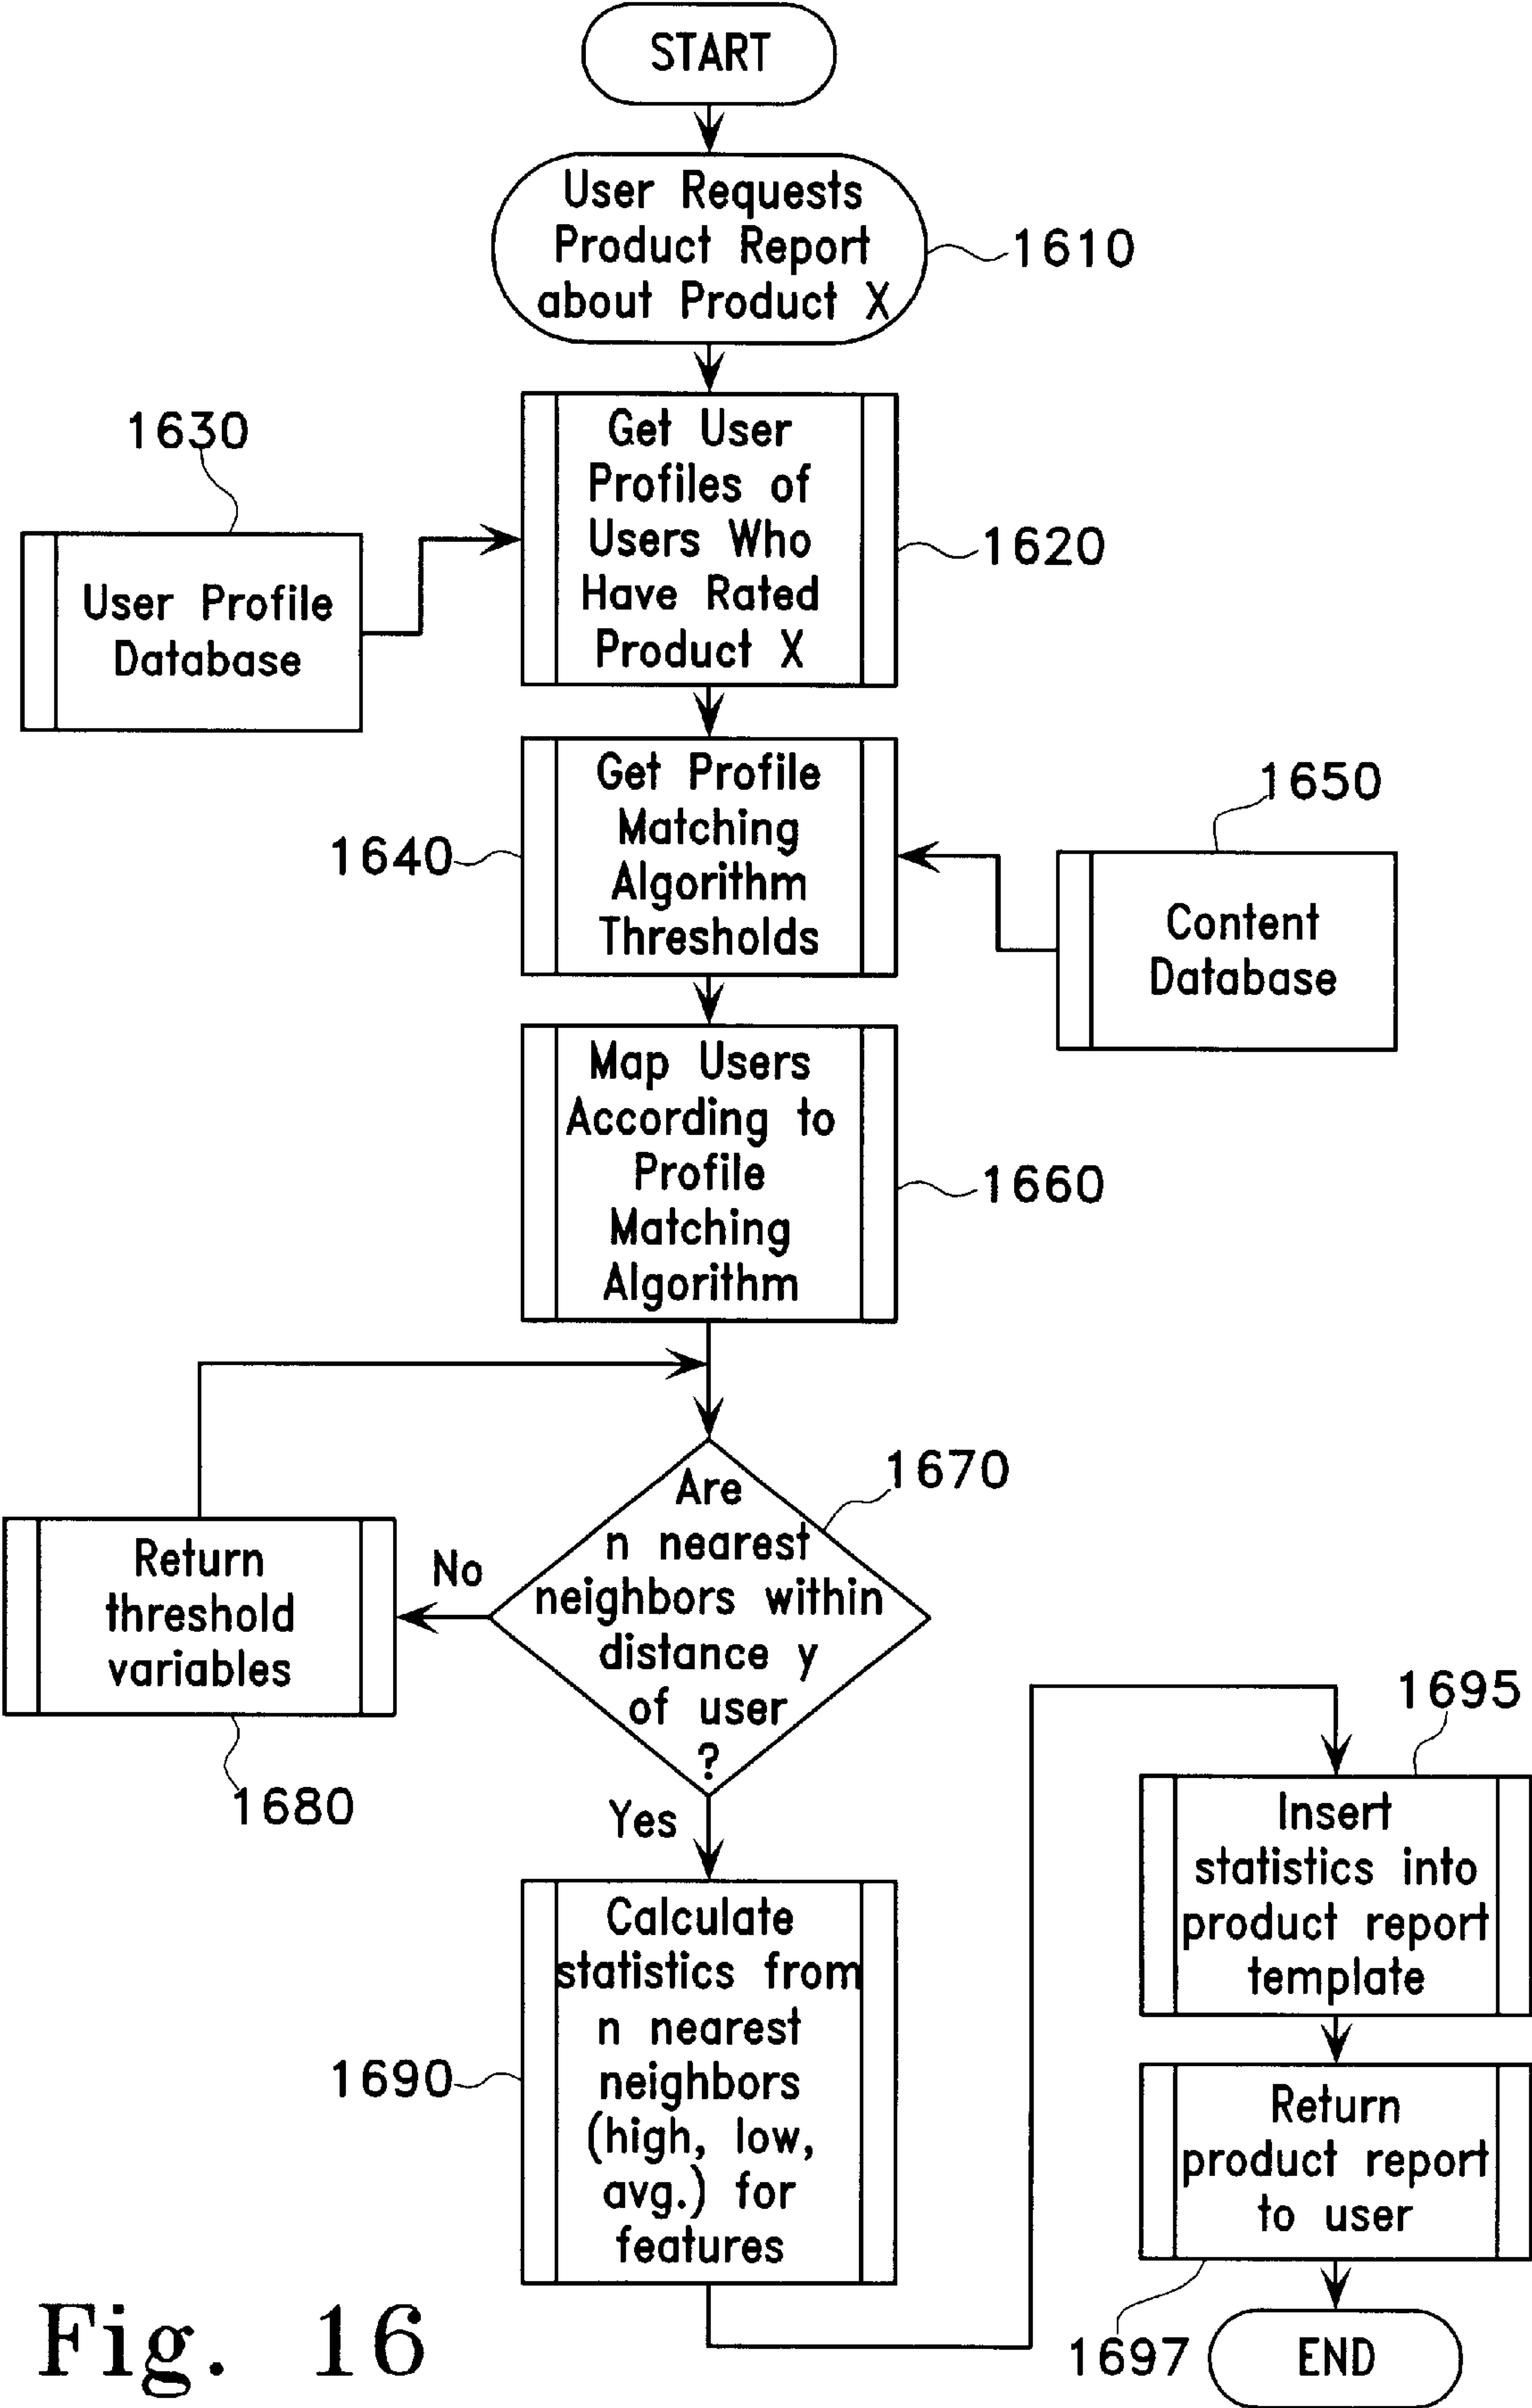 START
User Requests
Product Report
about Product X
1610
1630
Get User
Profiles of
Users Who
Have Rated
Product X
1620
User Profile
Database
Get Profile
Matching
Algorithm
Thresholds
1640
1650
Content
Database
Map Users
According to
Profile
Matching
Algorithm
1660
Are
n nearest
neighbors within
distance y
of user
?
1670
No
Return
threshold
variables
1680
Yes
Calculate
statistics from
n nearest
neighbors
(high, low,
avg.) for
features
1690
1695
Insert
statistics into
product report
template
Return
product report
to user
1697
END
Fig. 16